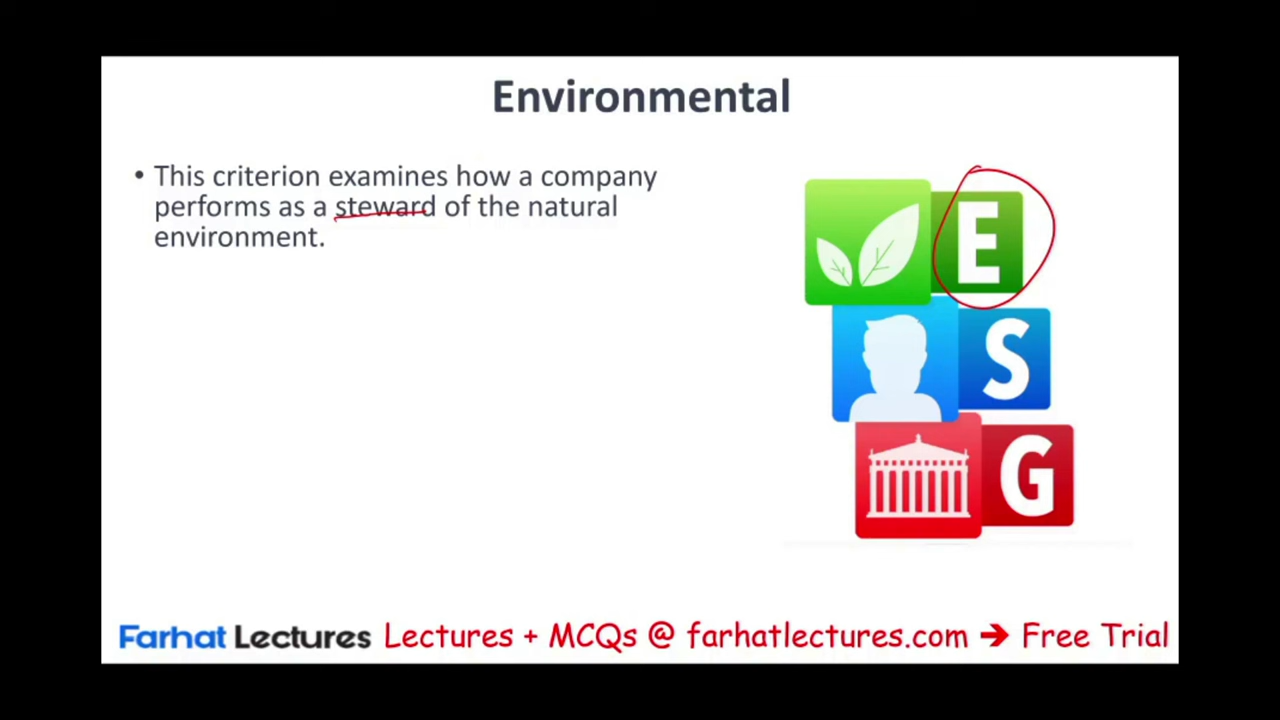 Environmental
• This criterion examines how a company
performs as a steward of the natural
environment.
E
S
G
Farhat Lectures Lectures + MCQs @ farhatlectures.com ➔ Free Trial